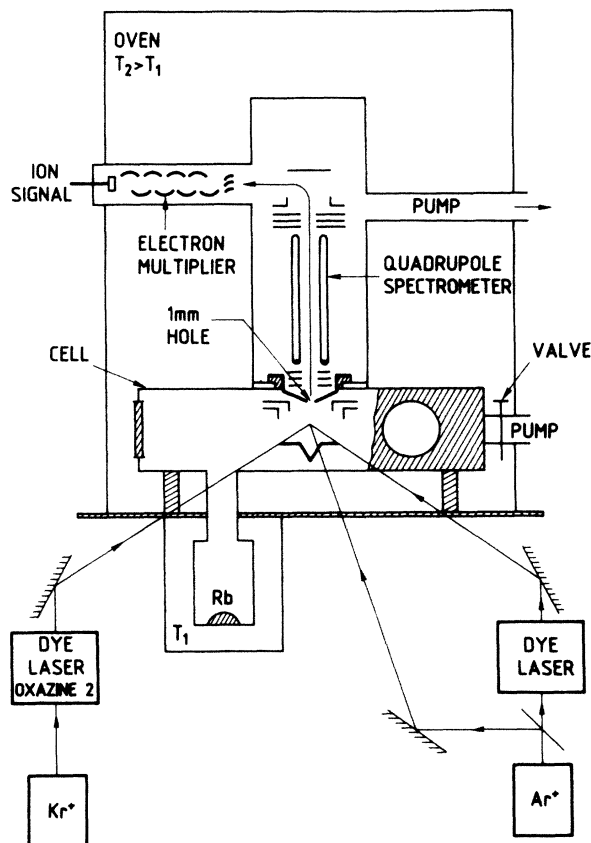 OVEN
T₂>T₁
ION
SIGNAL
ELECTRON
MULTIPLIER
PUMP
QUADRUPOLE
SPECTROMETER
1mm
HOLE
CELL
VALVE
PUMP
Rb
T₁
DYE
LASER
OXAZINE 2
DYE
LASER
Kr⁺
Ar⁺